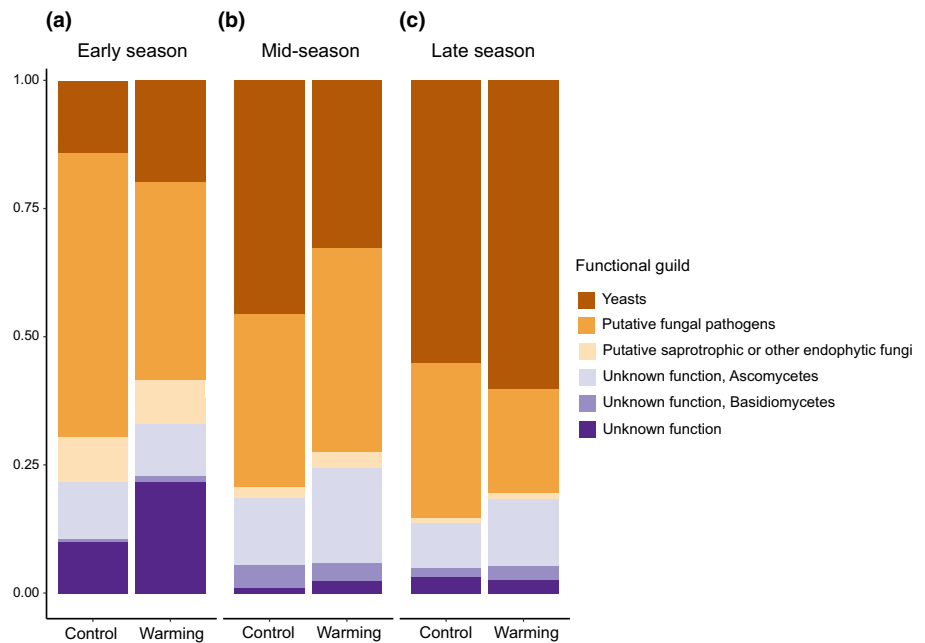 (a)
(b)
(c)
Early season
Mid-season
Late season
1.00
0.75
0.50
0.25
0.00
Control
Warming
Control
Warming
Control
Warming
Functional guild
Yeasts
Putative fungal pathogens
Putative saprotrophic or other endophytic fungi
Unknown function, Ascomycetes
Unknown function, Basidiomycetes
Unknown function